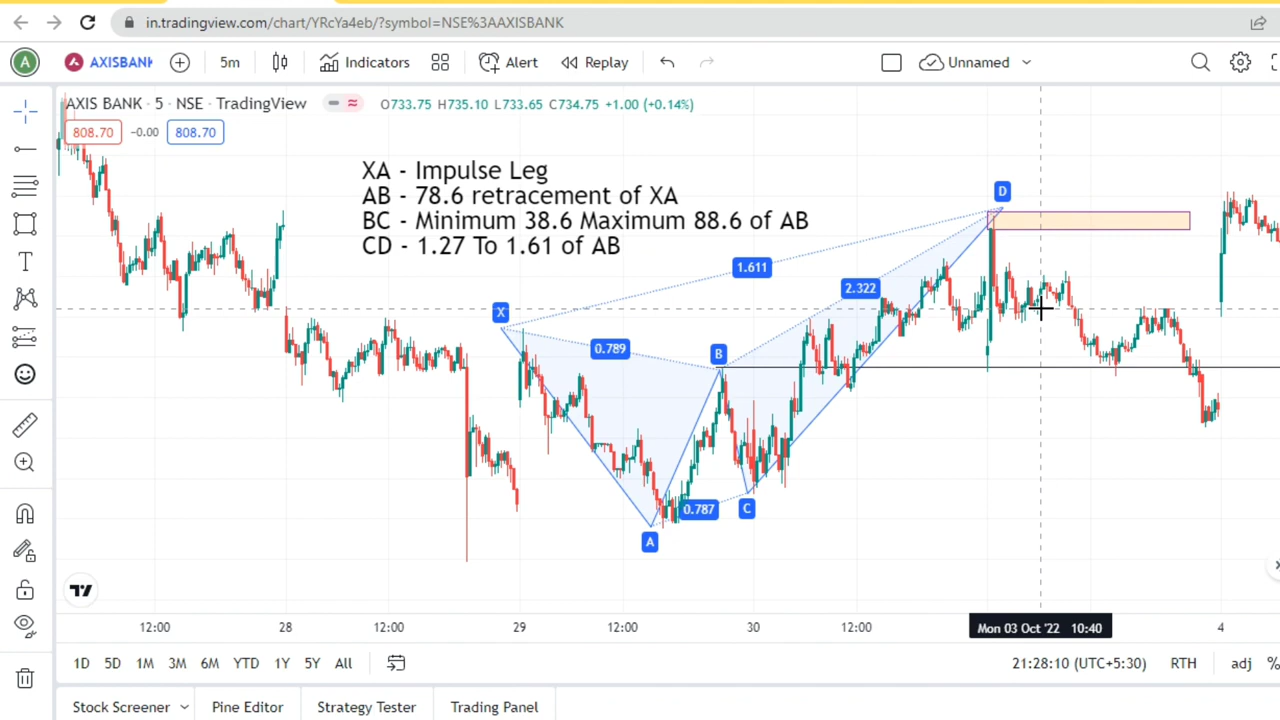 in.tradingview.com/chart/YRcYa4eb/?symbol=NSE%3AAXISBANK
A AXISBANK 5m Indicators Alert Replay Unnamed
AXIS BANK · 5 · NSE · TradingView O733.75 H735.10 L733.65 C734.75 +1.00 (+0.14%)
808.70 -0.00 808.70
XA - Impulse Leg
AB - 78.6 retracement of XA
BC - Minimum 38.6 Maximum 88.6 of AB
CD - 1.27 To 1.61 of AB
D
1.611
2.322
X
0.789
B
0.787
C
A
12:00 28 12:00 29 12:00 30 12:00 Mon 03 Oct '22 10:40 4
1D 5D 1M 3M 6M YTD 1Y 5Y All 21:28:10 (UTC+5:30) RTH adj %
Stock Screener Pine Editor Strategy Tester Trading Panel